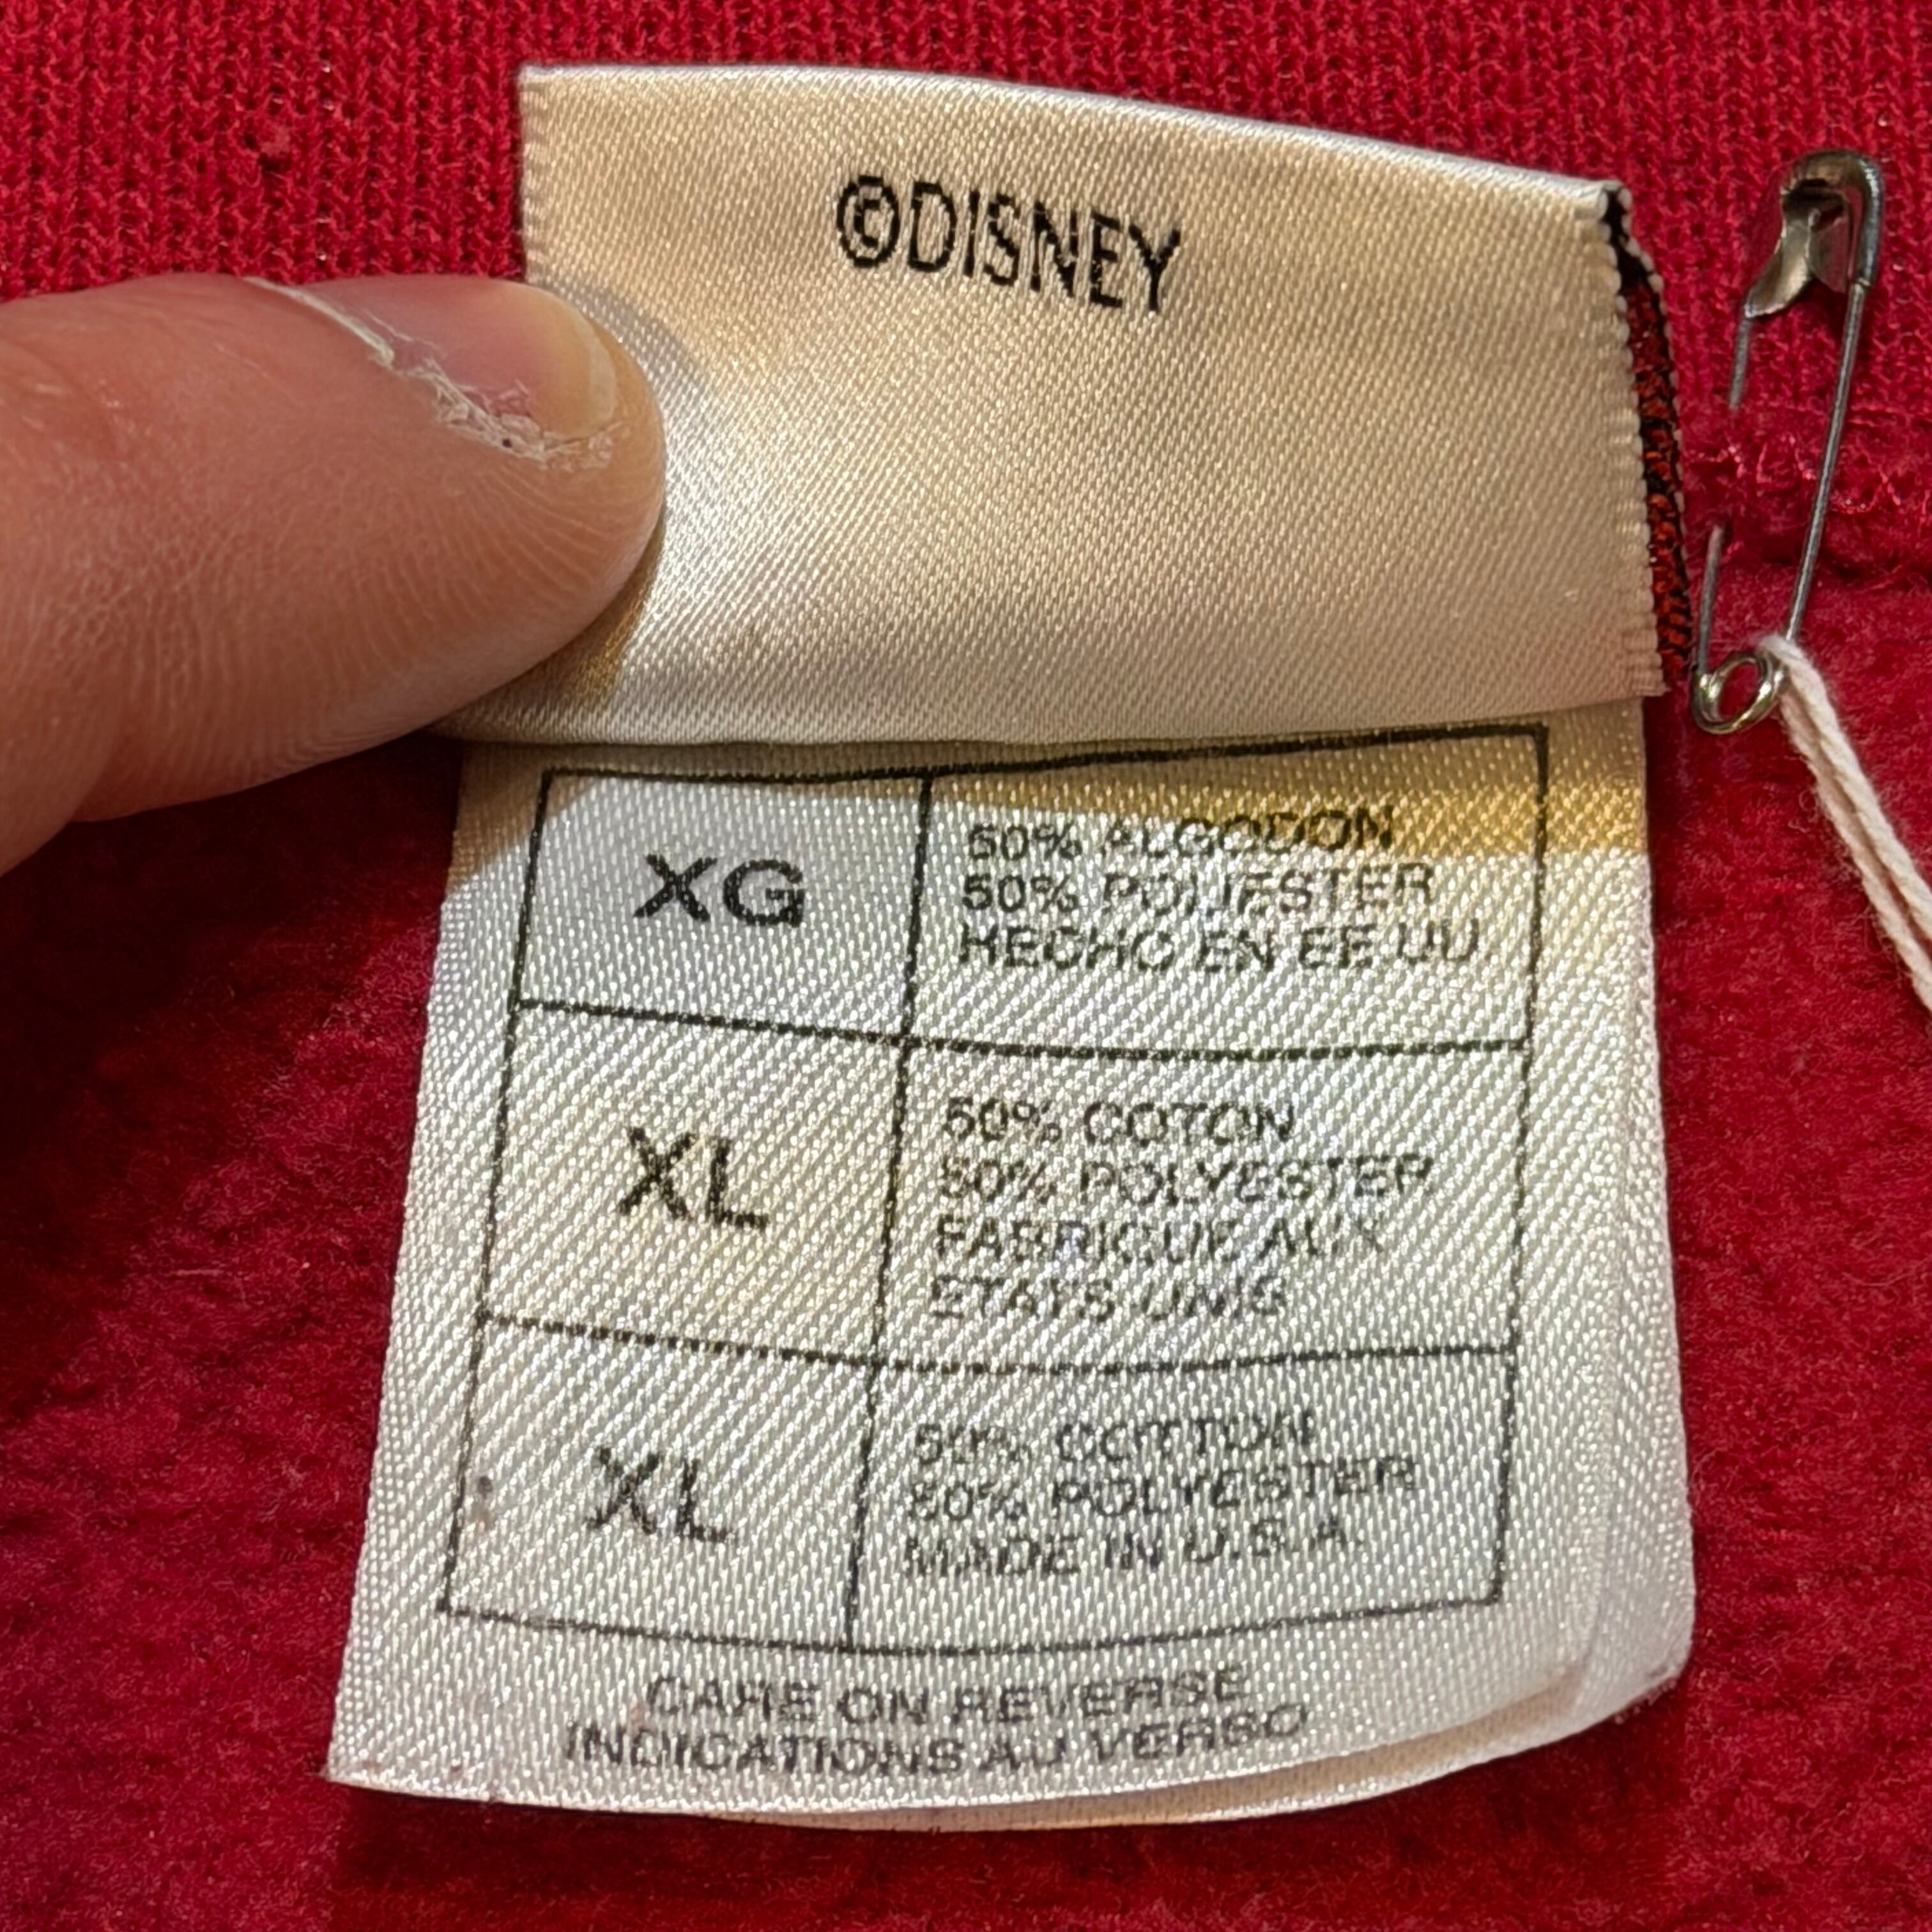 ©DISNEY
XG
50% ALGODON
50% POLIESTER
HECHO EN EE UU
XL
50% COTON
50% POLYESTER
FABRIQUE AUX
ETATS-UNIS
XL
50% COTTON
50% POLYESTER
MADE IN U.S.A.
CARE ON REVERSE
INDICATIONS AU VERSO